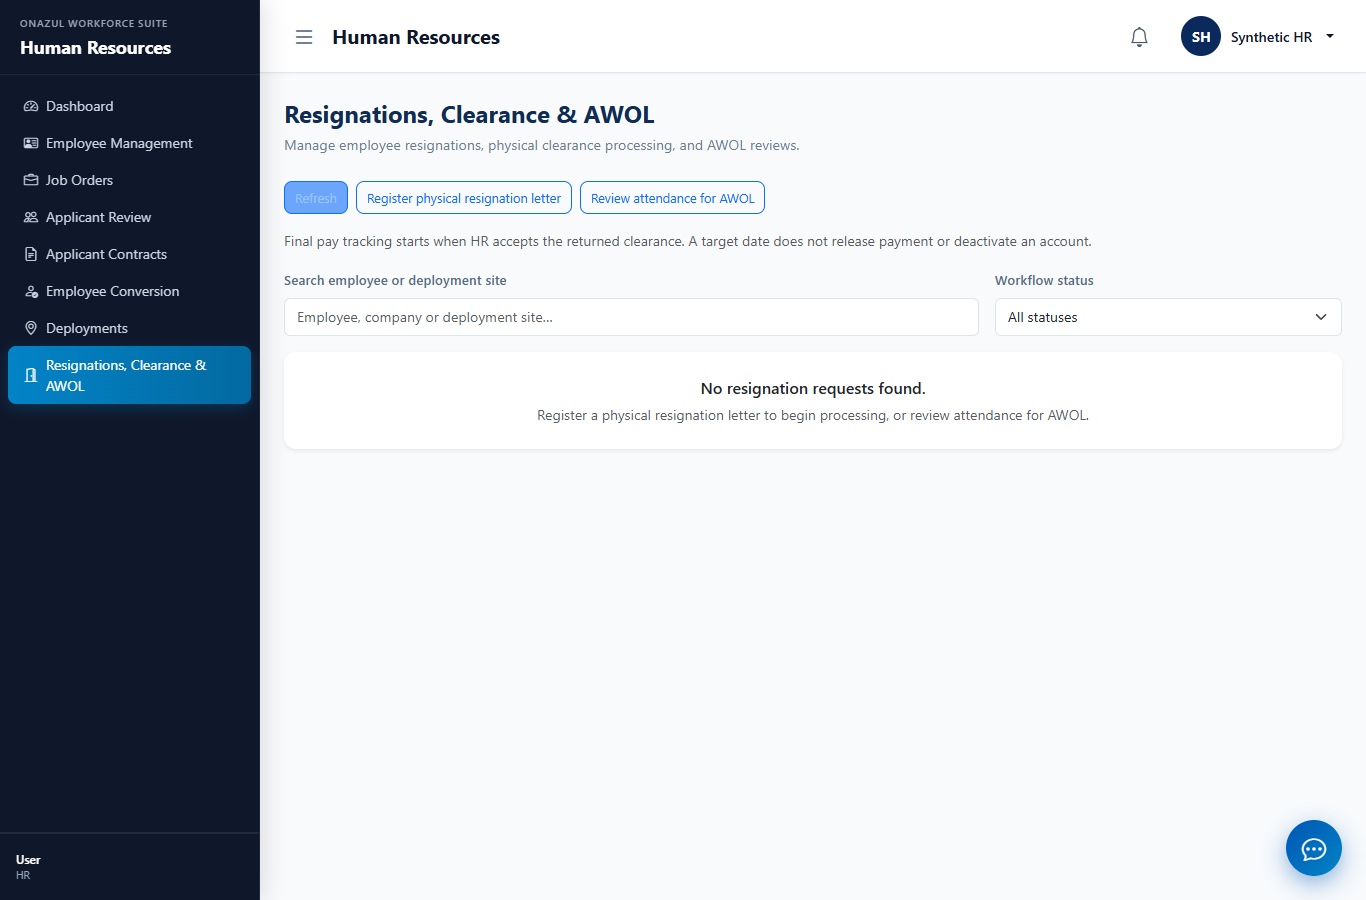 ONAZUL WORKFORCE SUITE
Human Resources
Dashboard
Employee Management
Job Orders
Applicant Review
Applicant Contracts
Employee Conversion
Deployments
Resignations, Clearance &
AWOL
User
HR
Human Resources
SH
Synthetic HR
Resignations, Clearance & AWOL
Manage employee resignations, physical clearance processing, and AWOL reviews.
Refresh
Register physical resignation letter
Review attendance for AWOL
Final pay tracking starts when HR accepts the returned clearance. A target date does not release payment or deactivate an account.
Search employee or deployment site
Workflow status
Employee, company or deployment site...
All statuses
No resignation requests found.
Register a physical resignation letter to begin processing, or review attendance for AWOL.